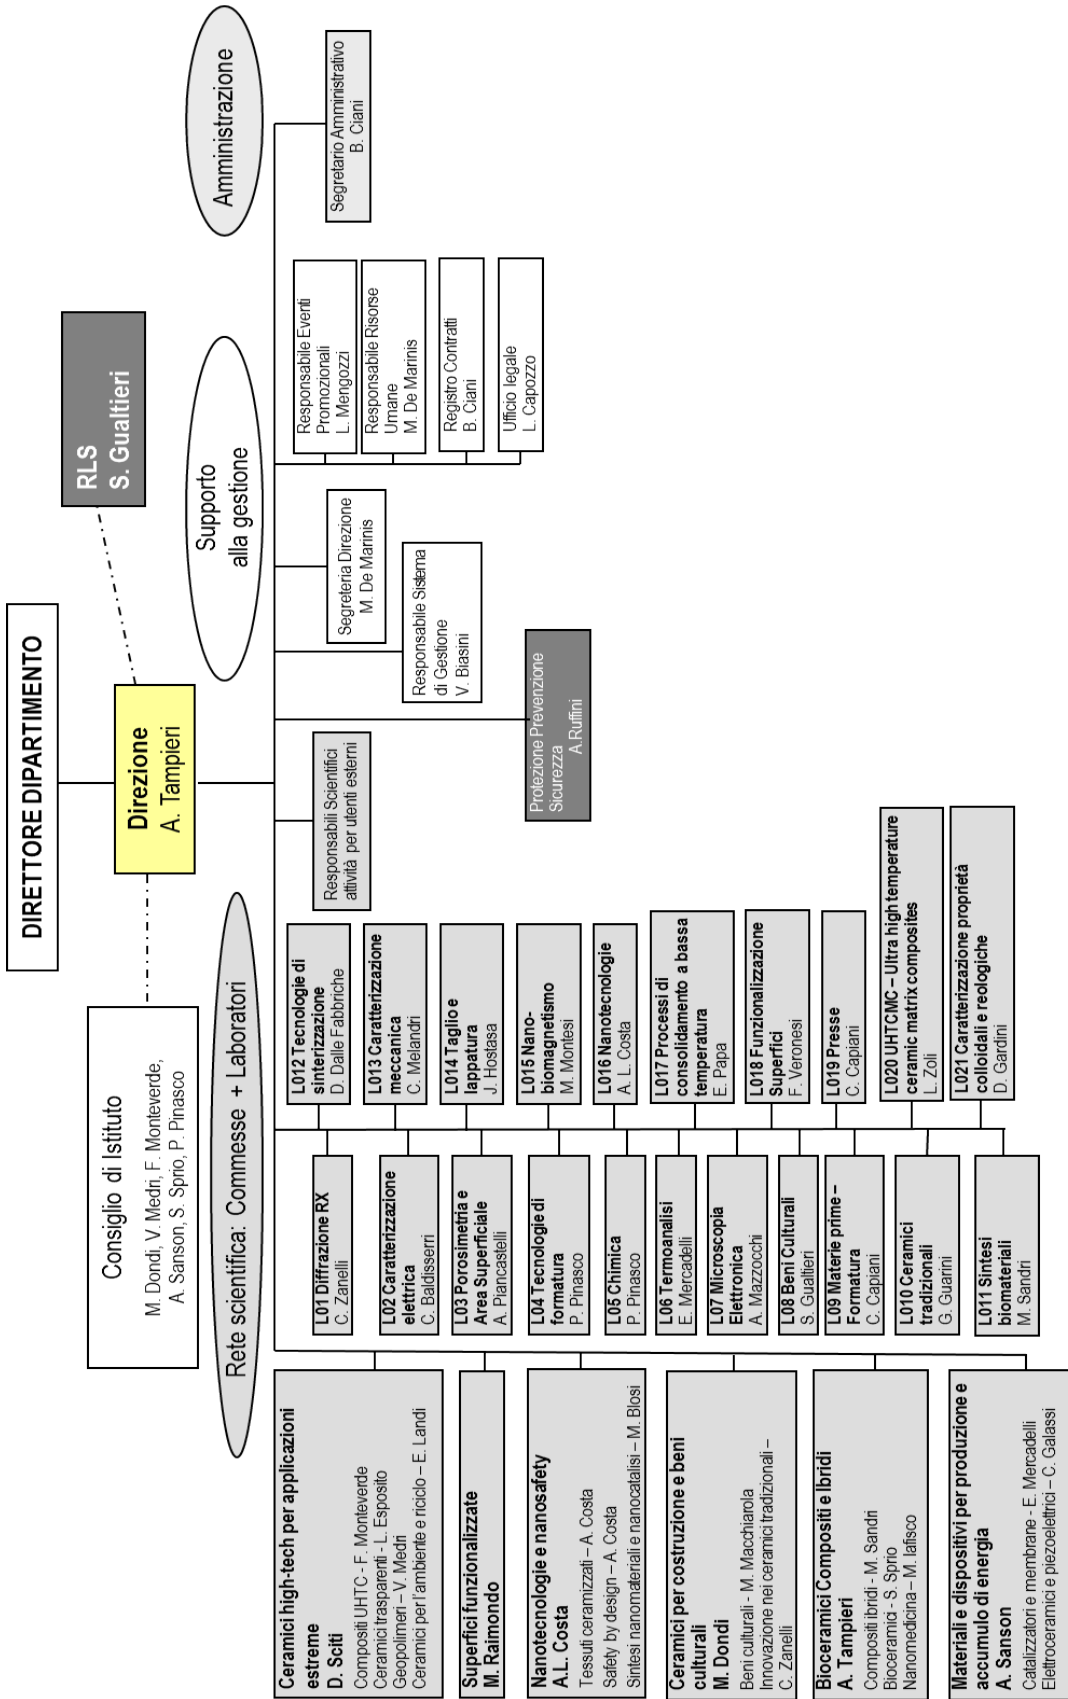 DIRETTORE DIPARTIMENTO
Direzione
A. Tampieri
RLS
S. Gualtieri
Consiglio di Istituto
M. Dondi, V. Medri, F. Monteverde,
A. Sanson, S. Sprio, P. Pinasco
Rete scientifica: Commesse + Laboratori
Supporto
alla gestione
Amministrazione
Ceramici high-tech per applicazioni
estreme
D. Sciti
Compositi UHTC - F. Monteverde
Ceramici trasparenti - L. Esposito
Geopolimeri – V. Medri
Ceramici per l'ambiente e riciclo – E. Landi
Superfici funzionalizzate
M. Raimondo
Nanotecnologie e nanosafety
A.L. Costa
Tessuti ceramizzati – A. Costa
Safety by design – A. Costa
Sintesi nanomateriali e nanocatalisi – M. Blosi
Ceramici per costruzione e beni
culturali
M. Dondi
Beni culturali - M. Macchiarola
Innovazione nei ceramici tradizionali –
C. Zanelli
Bioceramici Compositi e Ibridi
A. Tampieri
Compositi ibridi - M. Sandri
Bioceramici - S. Sprio
Nanomedicina – M. Iafisco
Materiali e dispositivi per produzione e
accumulo di energia
A. Sanson
Catalizzatori e membrane - E. Mercadelli
Elettroceramici e piezoelettrici – C. Galassi
L01 Diffrazione RX
C. Zanelli
L02 Caratterizzazione
elettrica
C. Baldisserri
L03 Porosimetria e
Area Superficiale
A. Piancastelli
L04 Tecnologie di
formatura
P. Pinasco
L05 Chimica
P. Pinasco
L06 Termoanalisi
E. Mercadelli
L07 Microscopia
Elettronica
A. Mazzocchi
L08 Beni Culturali
S. Gualtieri
L09 Materie prime –
Formatura
C. Capiani
L010 Ceramici
tradizionali
G. Guarini
L011 Sintesi
biomateriali
M. Sandri
L012 Tecnologie di
sinterizzazione
D. Dalle Fabbriche
L013 Caratterizzazione
meccanica
C. Melandri
L014 Taglio e
lappatura
J. Hostasa
L015 Nano-
biomagnetismo
M. Montesi
L016 Nanotecnologie
A. L. Costa
L017 Processi di
consolidamento a bassa
temperatura
E. Papa
L018 Funzionalizzazione
Superfici
F. Veronesi
L019 Presse
C. Capiani
L020 UHTCMC – Ultra high temperature
ceramic matrix composites
L. Zoli
L021 Caratterizzazione proprietà
colloidali e reologiche
D. Gardini
Responsabili Scientifici
attività per utenti esterni
Protezione Prevenzione
Sicurezza
A.Ruffini
Segreteria Direzione
M. De Marinis
Responsabile Sistema
di Gestione
V. Biasini
Responsabile Eventi
Promozionali
L. Mengozzi
Responsabile Risorse
Umane
M. De Marinis
Registro Contratti
B. Ciani
Ufficio legale
L. Capozzo
Segretario Amministrativo
B. Ciani